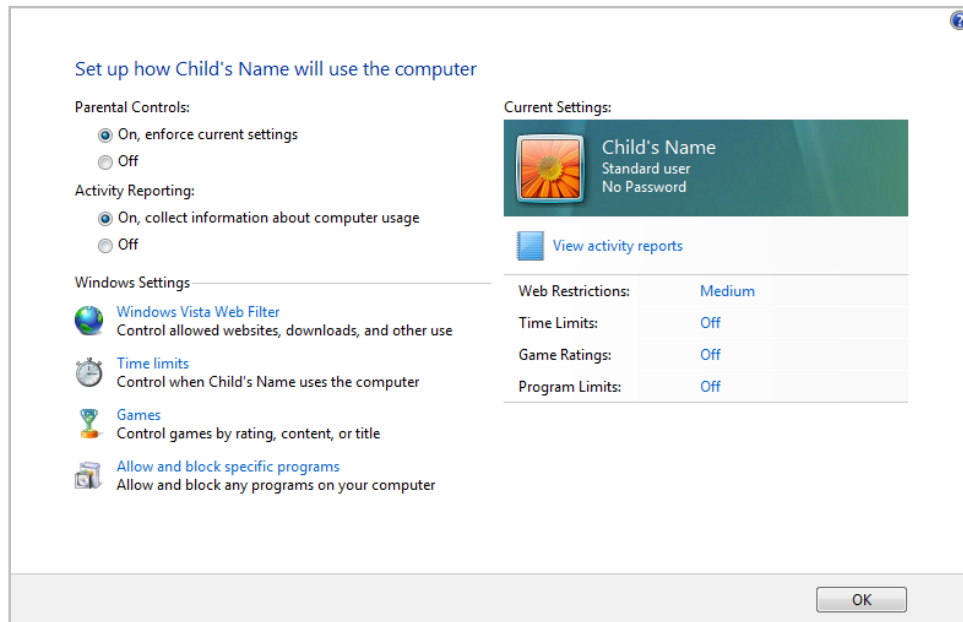 Set up how Child's Name will use the computer
Parental Controls:
On, enforce current settings
Off
Activity Reporting:
On, collect information about computer usage
Off
Windows Settings
Windows Vista Web Filter
Control allowed websites, downloads, and other use
Time limits
Control when Child's Name uses the computer
Games
Control games by rating, content, or title
Allow and block specific programs
Allow and block any programs on your computer
Current Settings:
Child's Name
Standard user
No Password
View activity reports
Web Restrictions: Medium
Time Limits: Off
Game Ratings: Off
Program Limits: Off
?
OK